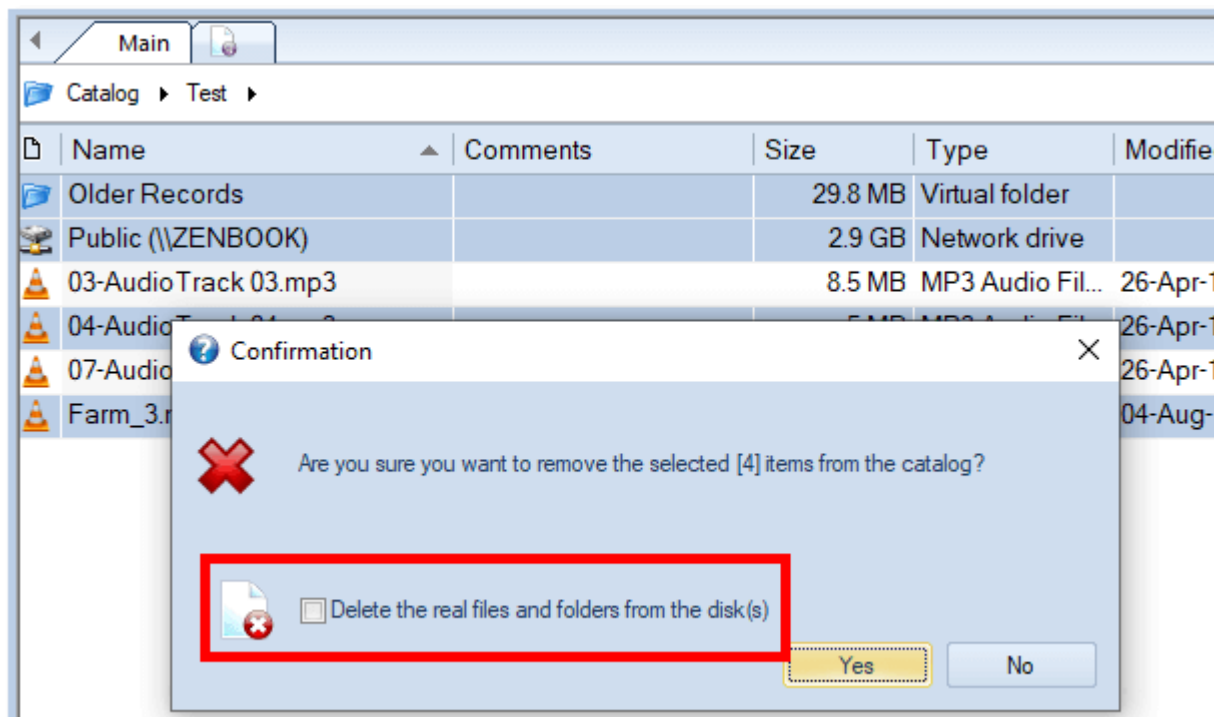 Main
Catalog Test
Name Comments Size Type Modifie
Older Records 29.8 MB Virtual folder
Public (\\ZENBOOK) 2.9 GB Network drive
03-AudioTrack 03.mp3 8.5 MB MP3 Audio Fil... 26-Apr-1
04-Audio 26-Apr-1
Confirmation
07-Audio 26-Apr-1
Farm_3. 04-Aug-
Are you sure you want to remove the selected [4] items from the catalog?
Delete the real files and folders from the disk(s)
Yes No